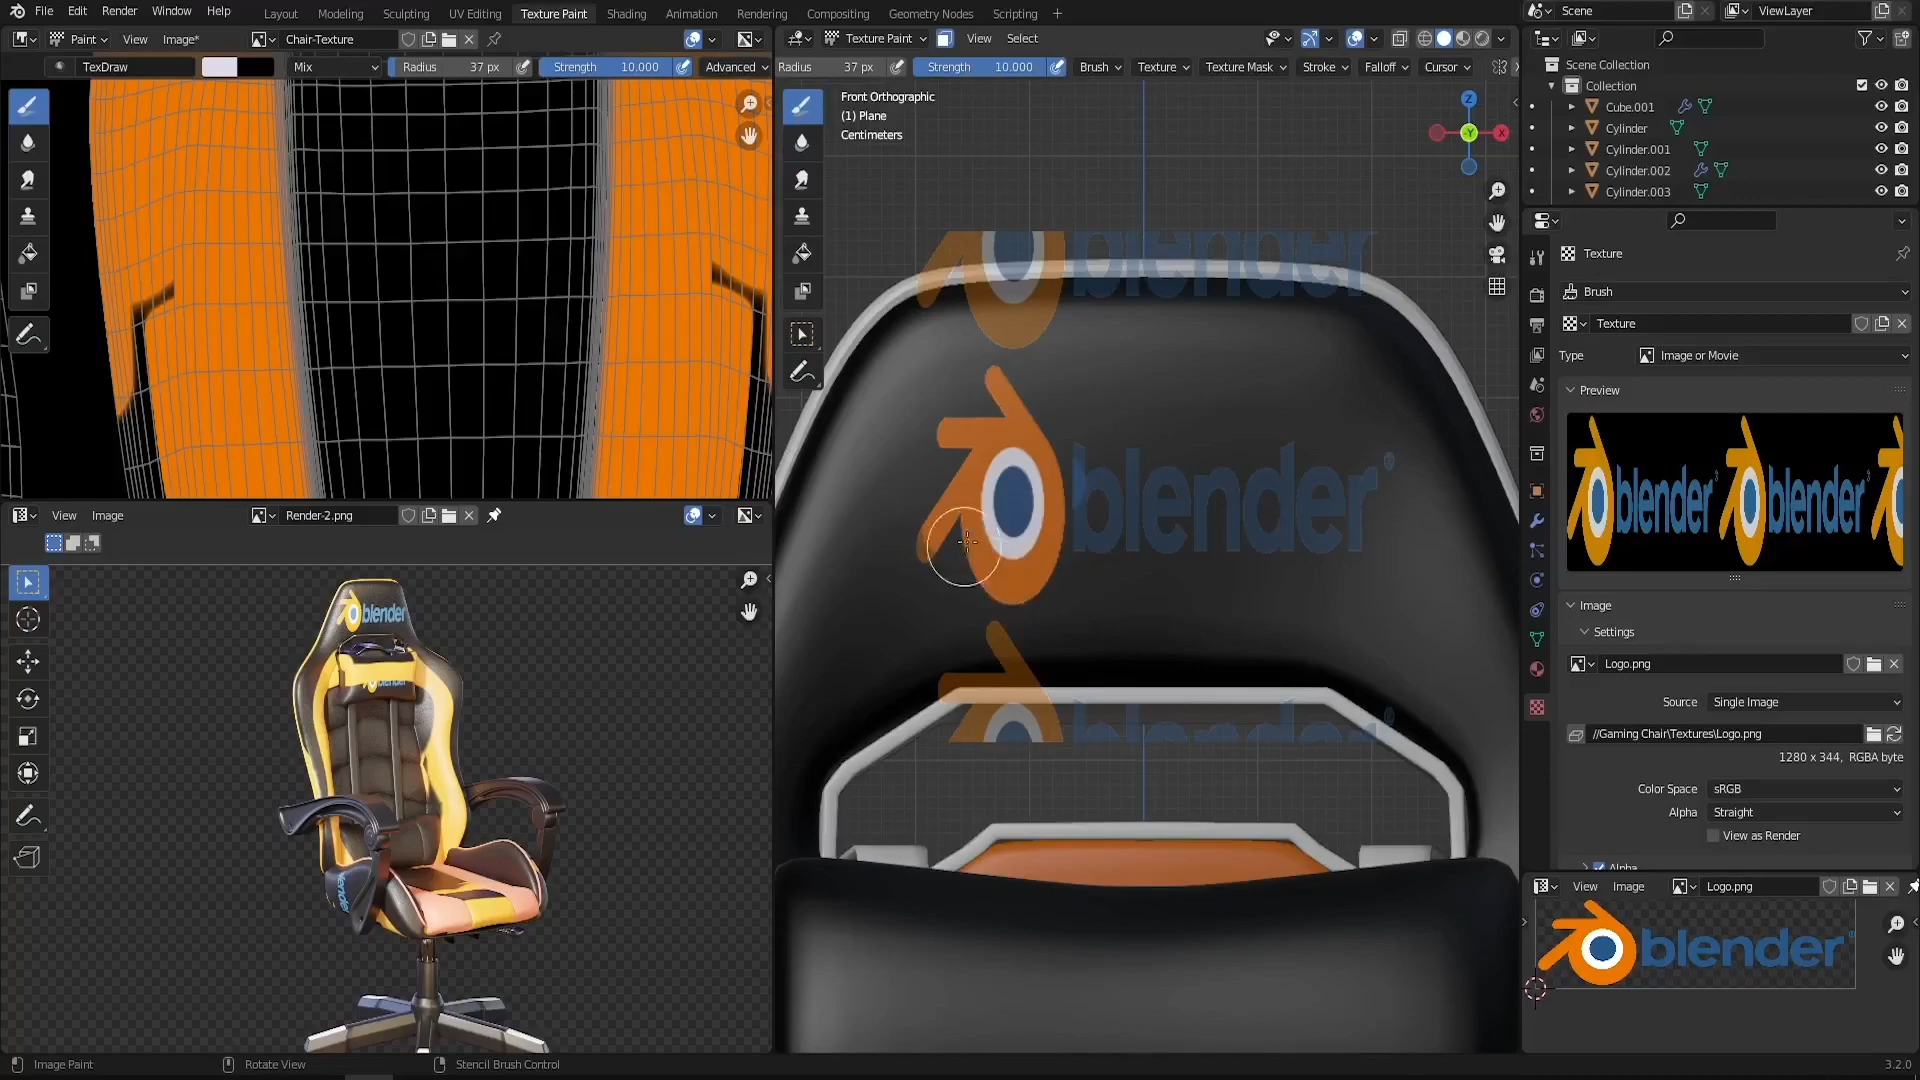 File Edit Render Window Help Layout Modeling Sculpting UV Editing Texture Paint Shading Animation Rendering Compositing Geometry Nodes Scripting +
Scene ViewLayer
Paint View Image* Chair-Texture
Texture Paint View Select
TexDraw Mix Radius 37 px Strength 10.000 Advanced
Radius 37 px Strength 10.000 Brush Texture Texture Mask Stroke Falloff Cursor
Scene Collection
Collection
Cube.001
Cylinder
Cylinder.001
Cylinder.002
Cylinder.003
Front Orthographic
(1) Plane
Centimeters
Z
-Y
X
blender
blender
blender
Texture
Brush
Texture
Type Image or Movie
Preview
blender blender
Image
Settings
Logo.png
Source Single Image
//Gaming Chair\Textures\Logo.png
1280 x 344, RGBA byte
Color Space sRGB
Alpha Straight
View as Render
Alpha
View Image Logo.png
blender
View Image Render-2.png
blender
blender
blender
Image Paint Rotate View Stencil Brush Control
3.2.0